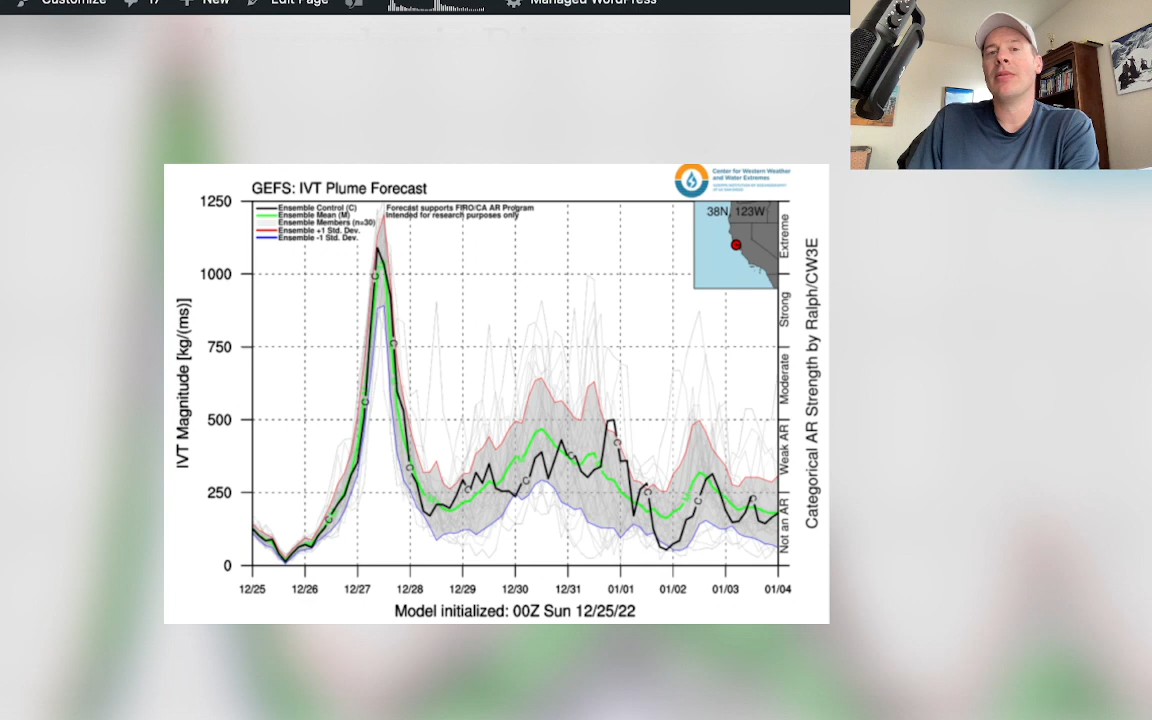 Customize 17 New Edit Page Managed WordPress
Center for Western Weather
and Water Extremes
GEFS: IVT Plume Forecast
Ensemble Control (C)
Ensemble Mean (M)
Ensemble Members (n=30)
Ensemble +1 Std. Dev.
Ensemble -1 Std. Dev.
Forecast supports FIRO/CA AR Program
Intended for research purposes only
38N, 123W
1250
1000
750
500
250
0
IVT Magnitude [kg/(ms)]
Extreme
Strong
Moderate
Weak AR
Not an AR
Categorical AR Strength by Ralph/CW3E
12/25 12/26 12/27 12/28 12/29 12/30 12/31 01/01 01/02 01/03 01/04
Model initialized: 00Z Sun 12/25/22